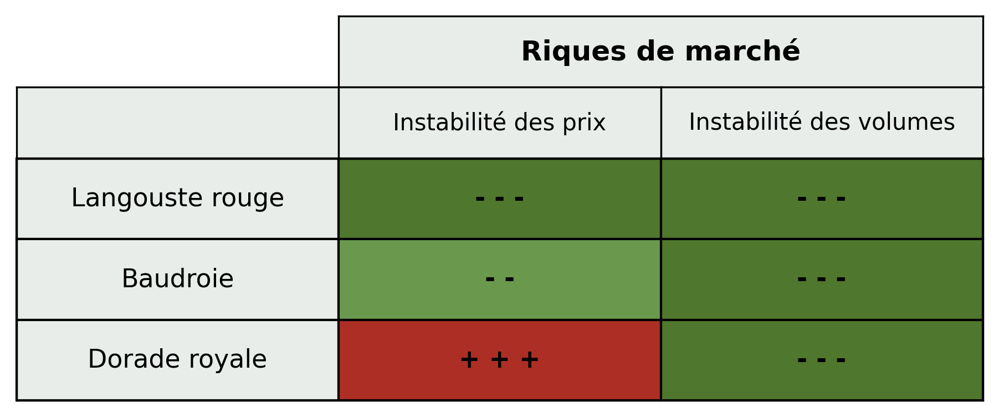 Riques de marché
Instabilité des prix Instabilité des volumes
Langouste rouge - - - - - -
Baudroie - - - - -
Dorade royale + + + - - -